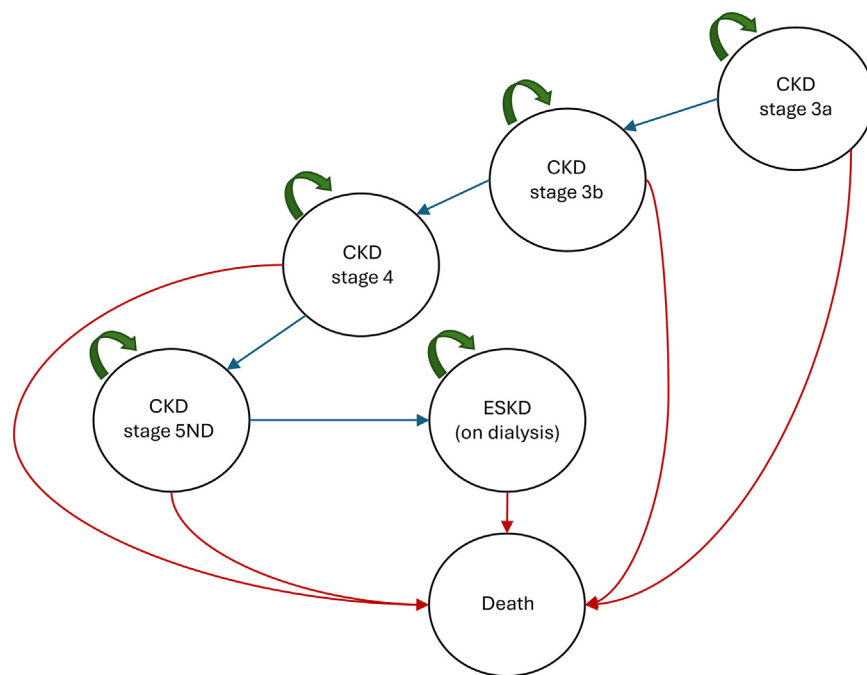 CKD
stage 3a
CKD
stage 3b
CKD
stage 4
CKD
stage 5ND
ESKD
(on dialysis)
Death